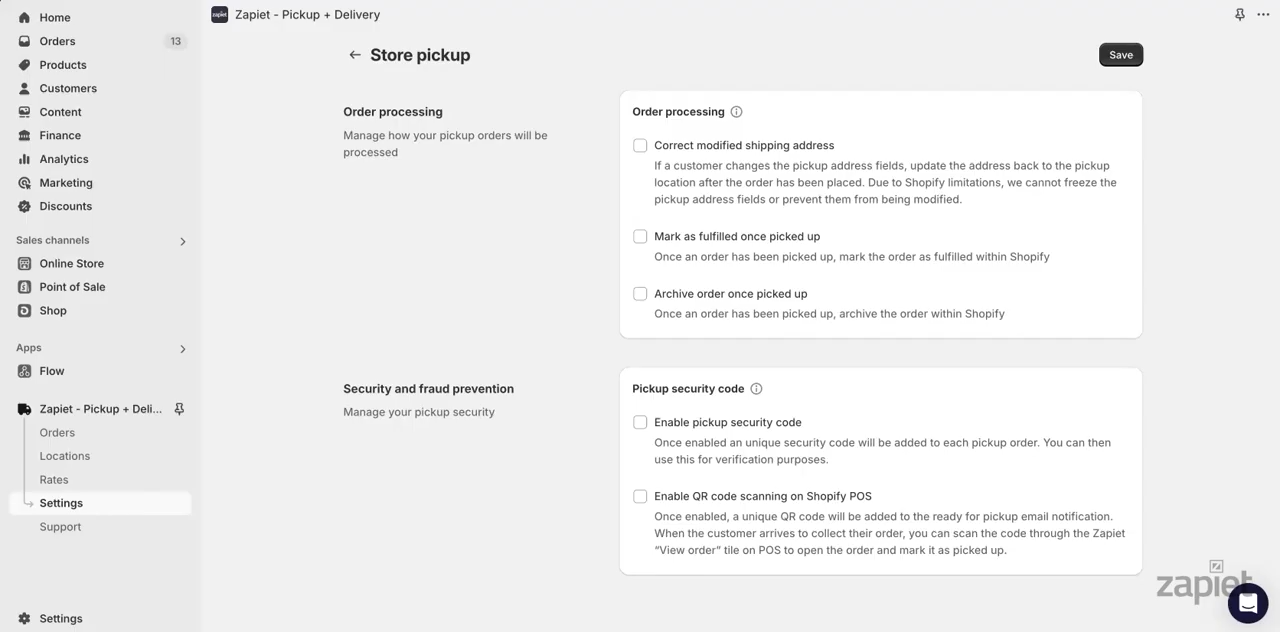 Home
Orders 13
Products
Customers
Content
Finance
Analytics
Marketing
Discounts
Sales channels
Online Store
Point of Sale
Shop
Apps
Flow
Zapiet - Pickup + Deli...
Orders
Locations
Rates
Settings
Support
Settings
zapiet Zapiet - Pickup + Delivery
Store pickup
Save
Order processing
Manage how your pickup orders will be
processed
Order processing
Correct modified shipping address
If a customer changes the pickup address fields, update the address back to the pickup
location after the order has been placed. Due to Shopify limitations, we cannot freeze the
pickup address fields or prevent them from being modified.
Mark as fulfilled once picked up
Once an order has been picked up, mark the order as fulfilled within Shopify
Archive order once picked up
Once an order has been picked up, archive the order within Shopify
Security and fraud prevention
Manage your pickup security
Pickup security code
Enable pickup security code
Once enabled an unique security code will be added to each pickup order. You can then
use this for verification purposes.
Enable QR code scanning on Shopify POS
Once enabled, a unique QR code will be added to the ready for pickup email notification.
When the customer arrives to collect their order, you can scan the code through the Zapiet
“View order” tile on POS to open the order and mark it as picked up.
zapiet